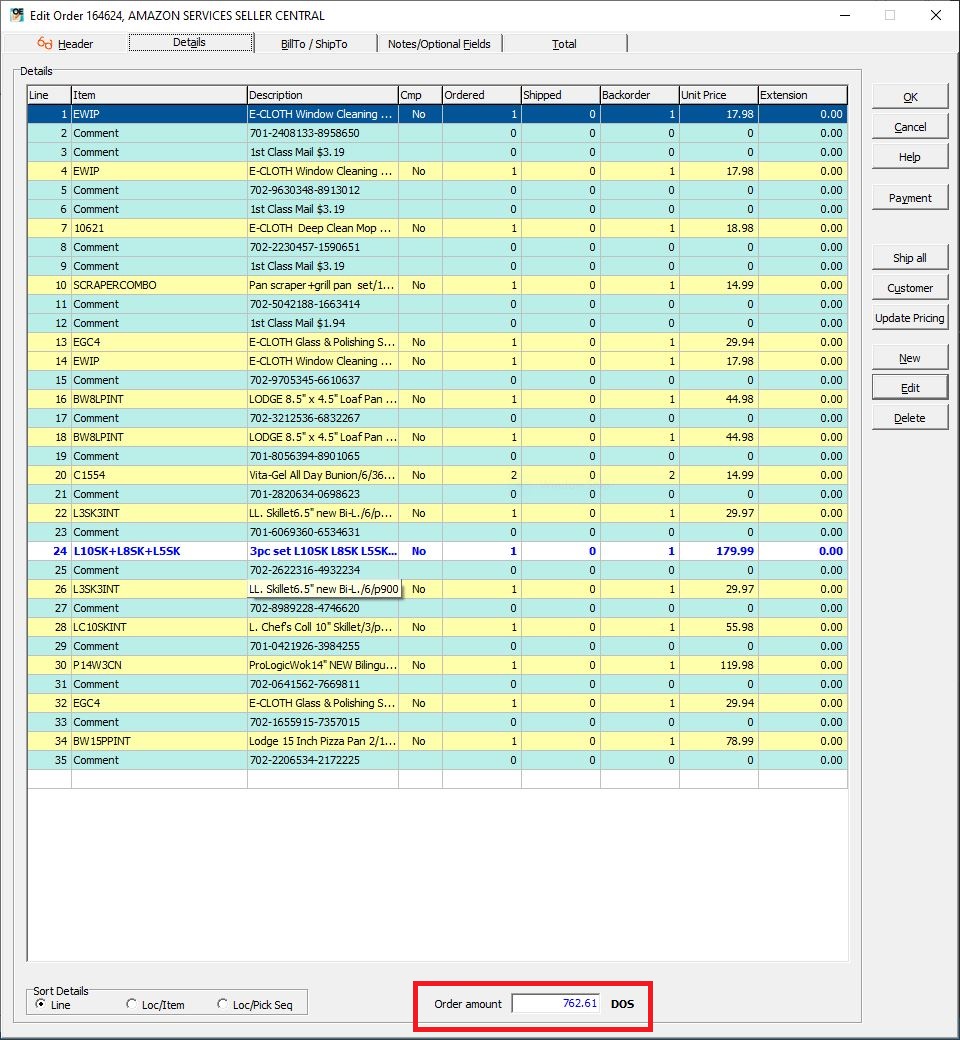 Edit Order 164624, AMAZON SERVICES SELLER CENTRAL
Header Details BillTo / ShipTo Notes/Optional Fields Total
Details
Line Item Description Cmp Ordered Shipped Backorder Unit Price Extension
1 EWIP E-CLOTH Window Cleaning ... No 1 0 1 17.98 0.00
2 Comment 701-2408133-8958650 0 0 0 0.00
3 Comment 1st Class Mail $3.19 0 0 0 0.00
4 EWIP E-CLOTH Window Cleaning ... No 1 0 1 17.98 0.00
5 Comment 702-9630348-8913012 0 0 0 0.00
6 Comment 1st Class Mail $3.19 0 0 0 0.00
7 10621 E-CLOTH Deep Clean Mop ... No 1 0 1 18.98 0.00
8 Comment 702-2230457-1590651 0 0 0 0.00
9 Comment 1st Class Mail $3.19 0 0 0 0.00
10 SCRAPERCOMBO Pan scraper +grill pan set/1... No 1 0 1 14.99 0.00
11 Comment 702-5042188-1663414 0 0 0 0.00
12 Comment 1st Class Mail $1.94 0 0 0 0.00
13 EGC4 E-CLOTH Glass & Polishing S... No 1 0 1 29.94 0.00
14 EWIP E-CLOTH Window Cleaning ... No 1 0 1 17.98 0.00
15 Comment 702-9705345-6610637 0 0 0 0.00
16 BW8LPINT LODGE 8.5" x 4.5" Loaf Pan ... No 1 0 1 44.98 0.00
17 Comment 702-3212536-6832267 0 0 0 0.00
18 BW8LPINT LODGE 8.5" x 4.5" Loaf Pan ... No 1 0 1 44.98 0.00
19 Comment 701-8056394-8901065 0 0 0 0.00
20 C1554 Vita-Gel All Day Bunion/6/36... No 2 0 2 14.99 0.00
21 Comment 701-2820634-0698623 0 0 0 0.00
22 L3SK3INT LL. Skillet6.5" new Bi-L./6/p... No 1 0 1 29.97 0.00
23 Comment 701-6069360-6534631 0 0 0 0.00
24 L10SK+L8SK+L5SK 3pc set L10SK L8SK L5SK... No 1 0 1 179.99 0.00
25 Comment 702-2622316-4932234 0 0 0 0.00
26 L3SK3INT LL. Skillet6.5" new Bi-L./6/p900 No 1 0 1 29.97 0.00
27 Comment 702-8989228-4746620 0 0 0 0.00
28 LC10SKINT L. Chef's Coll 10" Skillet/3/p... No 1 0 1 55.98 0.00
29 Comment 701-0421926-3984255 0 0 0 0.00
30 P14W3CN ProLogicWok14" NEW Bilingu... No 1 0 1 119.98 0.00
31 Comment 702-0641562-7669811 0 0 0 0.00
32 EGC4 E-CLOTH Glass & Polishing S... No 1 0 1 29.94 0.00
33 Comment 702-1655915-7357015 0 0 0 0.00
34 BW15PPINT Lodge 15 Inch Pizza Pan 2/1... No 1 0 1 78.99 0.00
35 Comment 702-2206534-2172225 0 0 0 0.00
OK
Cancel
Help
Payment
Ship all
Customer
Update Pricing
New
Edit
Delete
Sort Details
Line Loc/Item Loc/Pick Seq
Order amount 762.61 DOS